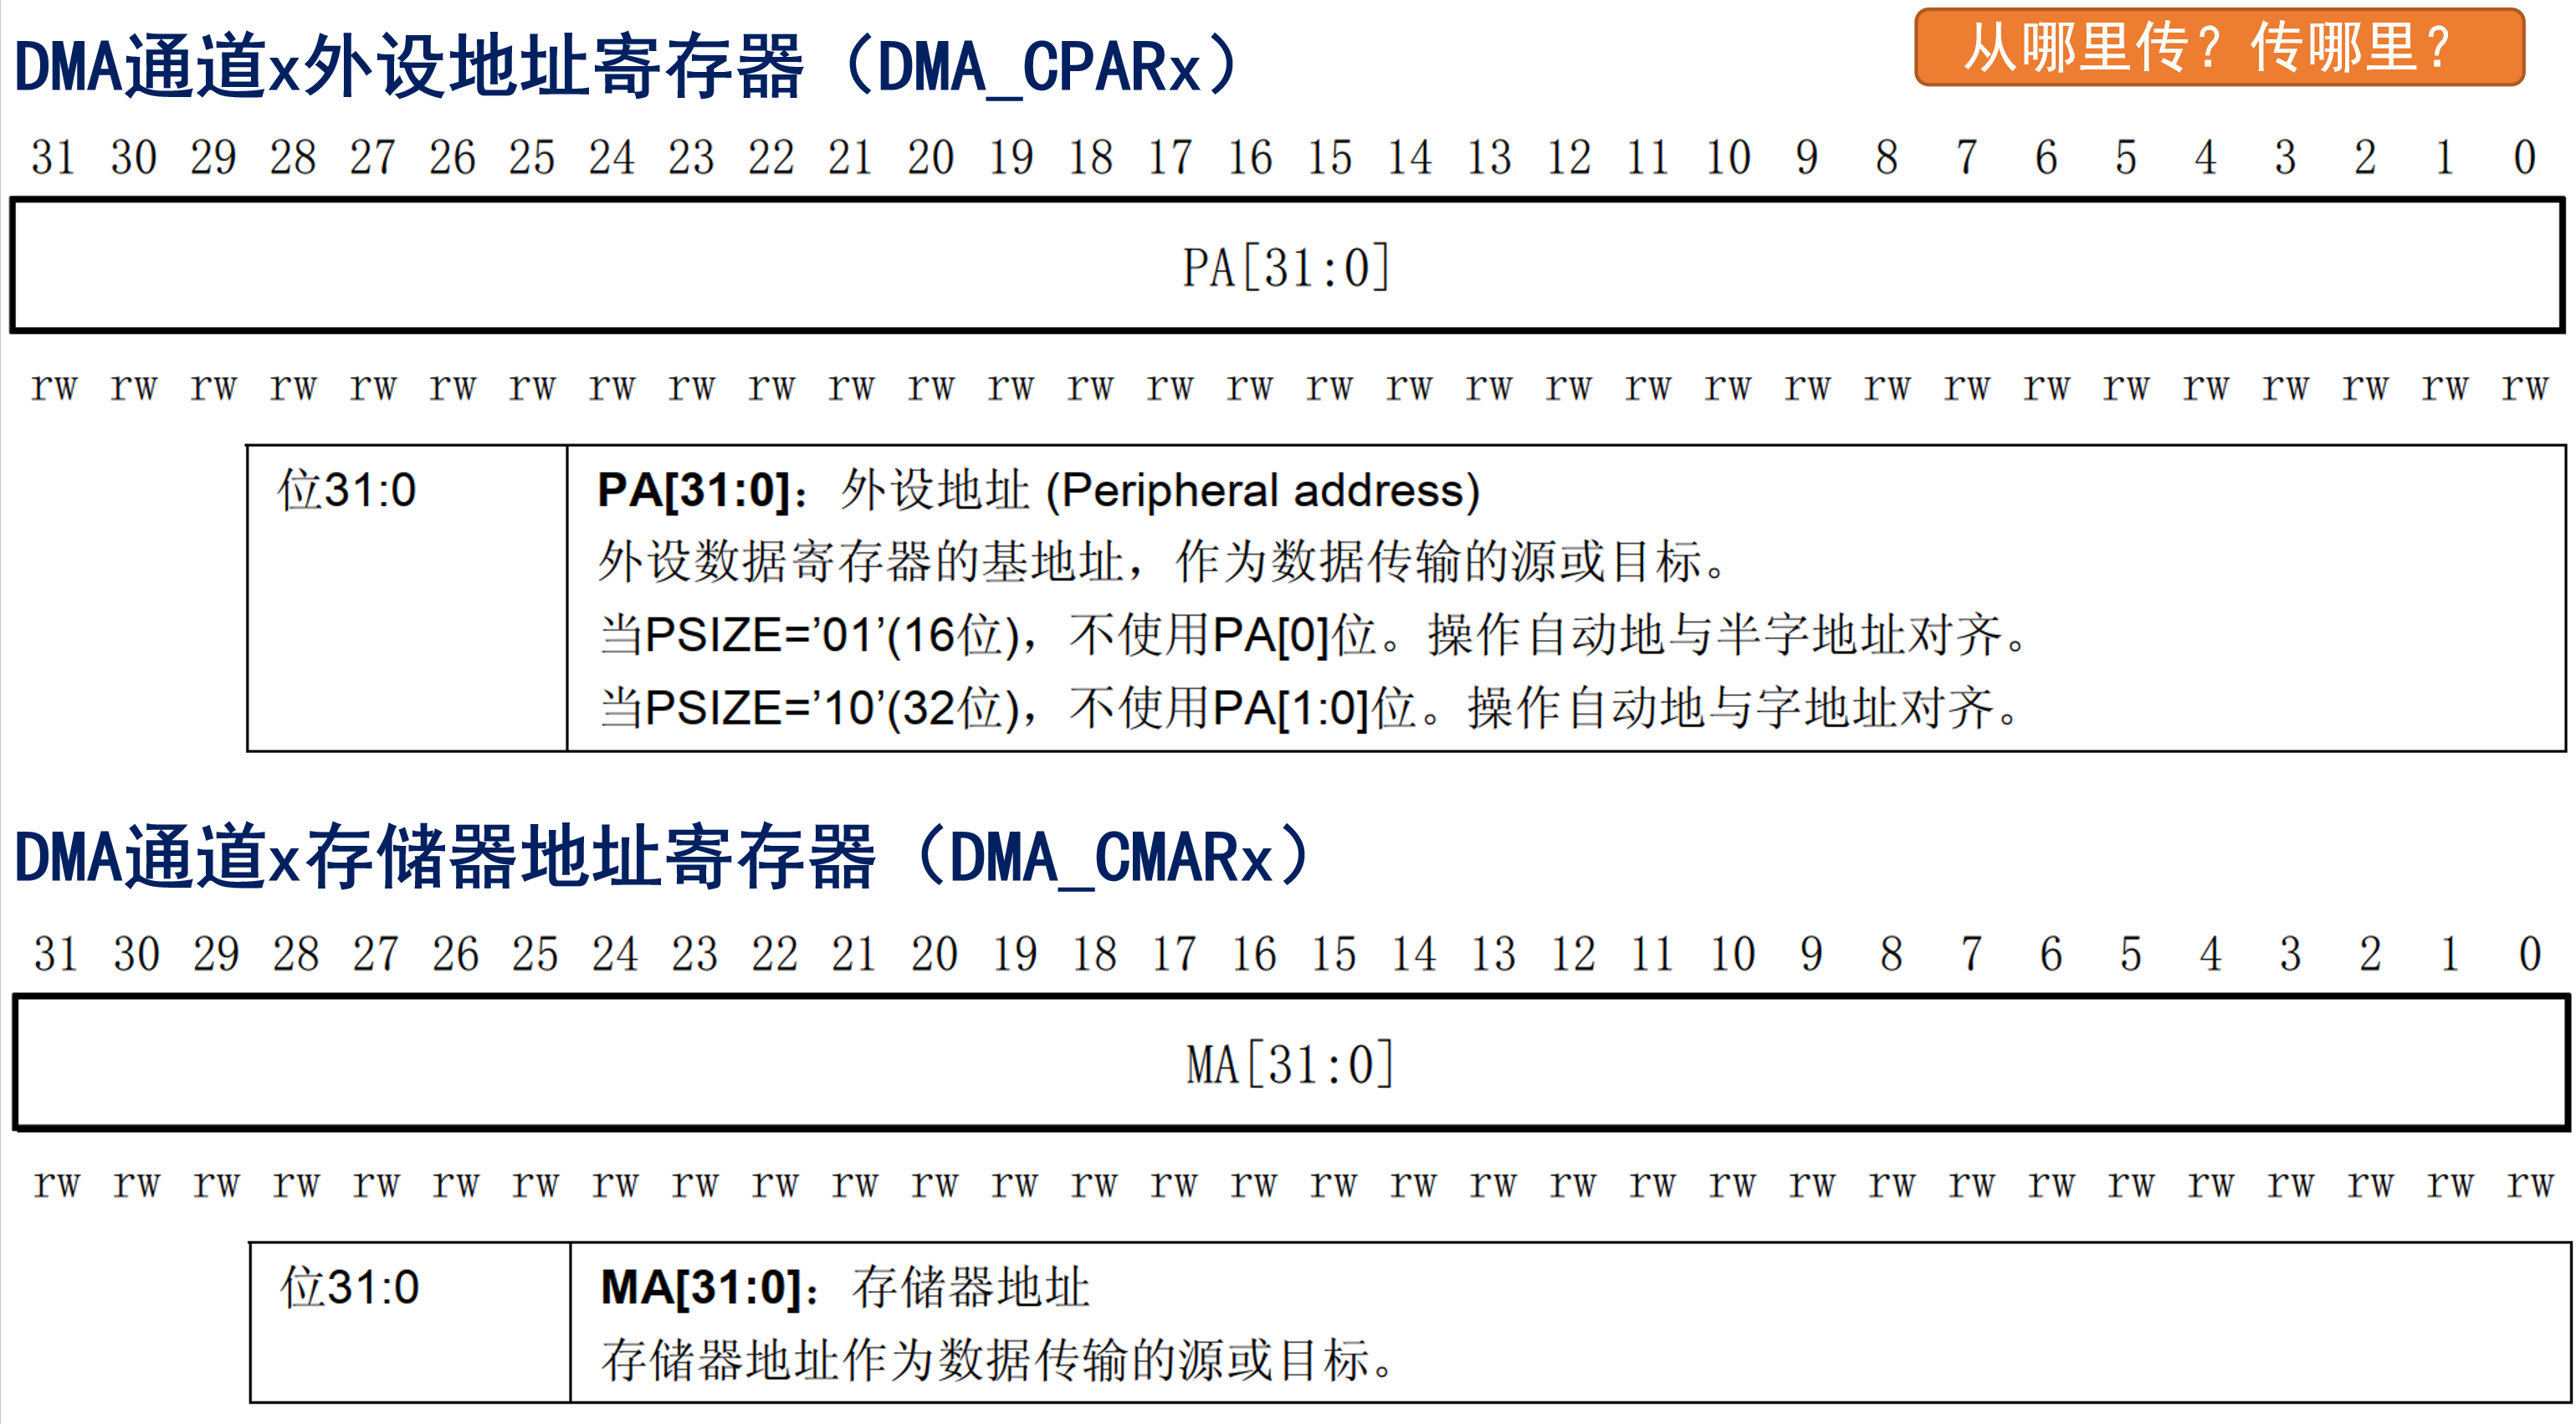 DMA通道x外设地址寄存器（DMA_CPARx）
从哪里传？传哪里？
31 30 29 28 27 26 25 24 23 22 21 20 19 18 17 16 15 14 13 12 11 10 9 8 7 6 5 4 3 2 1 0
PA[31:0]
rw rw rw rw rw rw rw rw rw rw rw rw rw rw rw rw rw rw rw rw rw rw rw rw rw rw rw rw rw rw rw rw
位31:0
PA[31:0]：外设地址 (Peripheral address)
外设数据寄存器的基地址，作为数据传输的源或目标。
当PSIZE=’01’(16位)，不使用PA[0]位。操作自动地与半字地址对齐。
当PSIZE=’10’(32位)，不使用PA[1:0]位。操作自动地与字地址对齐。
DMA通道x存储器地址寄存器（DMA_CMARx）
31 30 29 28 27 26 25 24 23 22 21 20 19 18 17 16 15 14 13 12 11 10 9 8 7 6 5 4 3 2 1 0
MA[31:0]
rw rw rw rw rw rw rw rw rw rw rw rw rw rw rw rw rw rw rw rw rw rw rw rw rw rw rw rw rw rw rw rw
位31:0
MA[31:0]：存储器地址
存储器地址作为数据传输的源或目标。